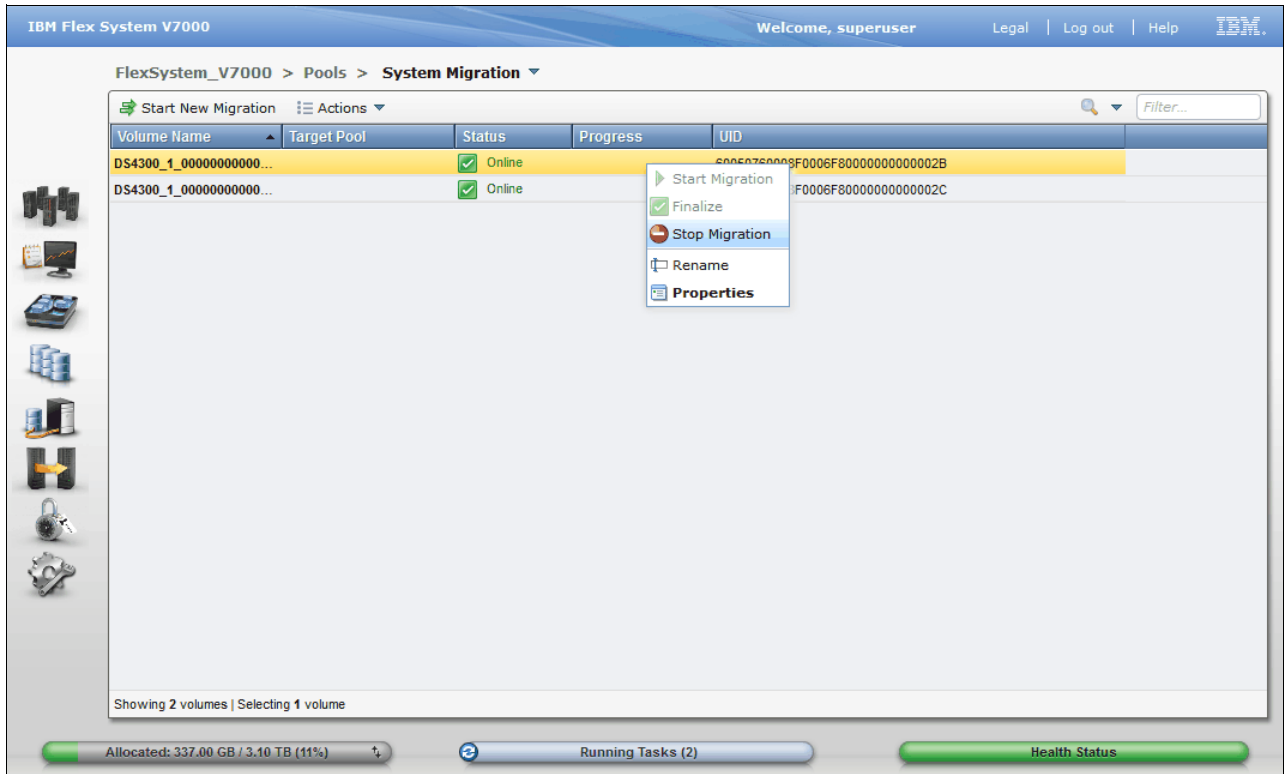 IBM Flex System V7000 Welcome, superuser Legal | Log out | Help IBM.
FlexSystem_V7000 > Pools > System Migration
Start New Migration Actions Filter...
Volume Name Target Pool Status Progress UID
DS4300_1_00000000000... Online 60050760008F0006F80000000000002B
DS4300_1_00000000000... Online F0006F80000000000002C
Start Migration
Finalize
Stop Migration
Rename
Properties
Showing 2 volumes | Selecting 1 volume
Allocated: 337.00 GB / 3.10 TB (11%) Running Tasks (2) Health Status